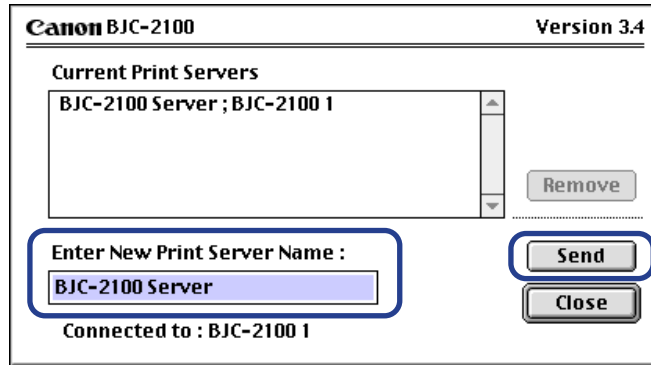 Canon BJC-2100 Version 3.4
Current Print Servers
BJC-2100 Server ; BJC-2100 1
Remove
Enter New Print Server Name :
Send
BJC-2100 Server
Close
Connected to : BJC-2100 1